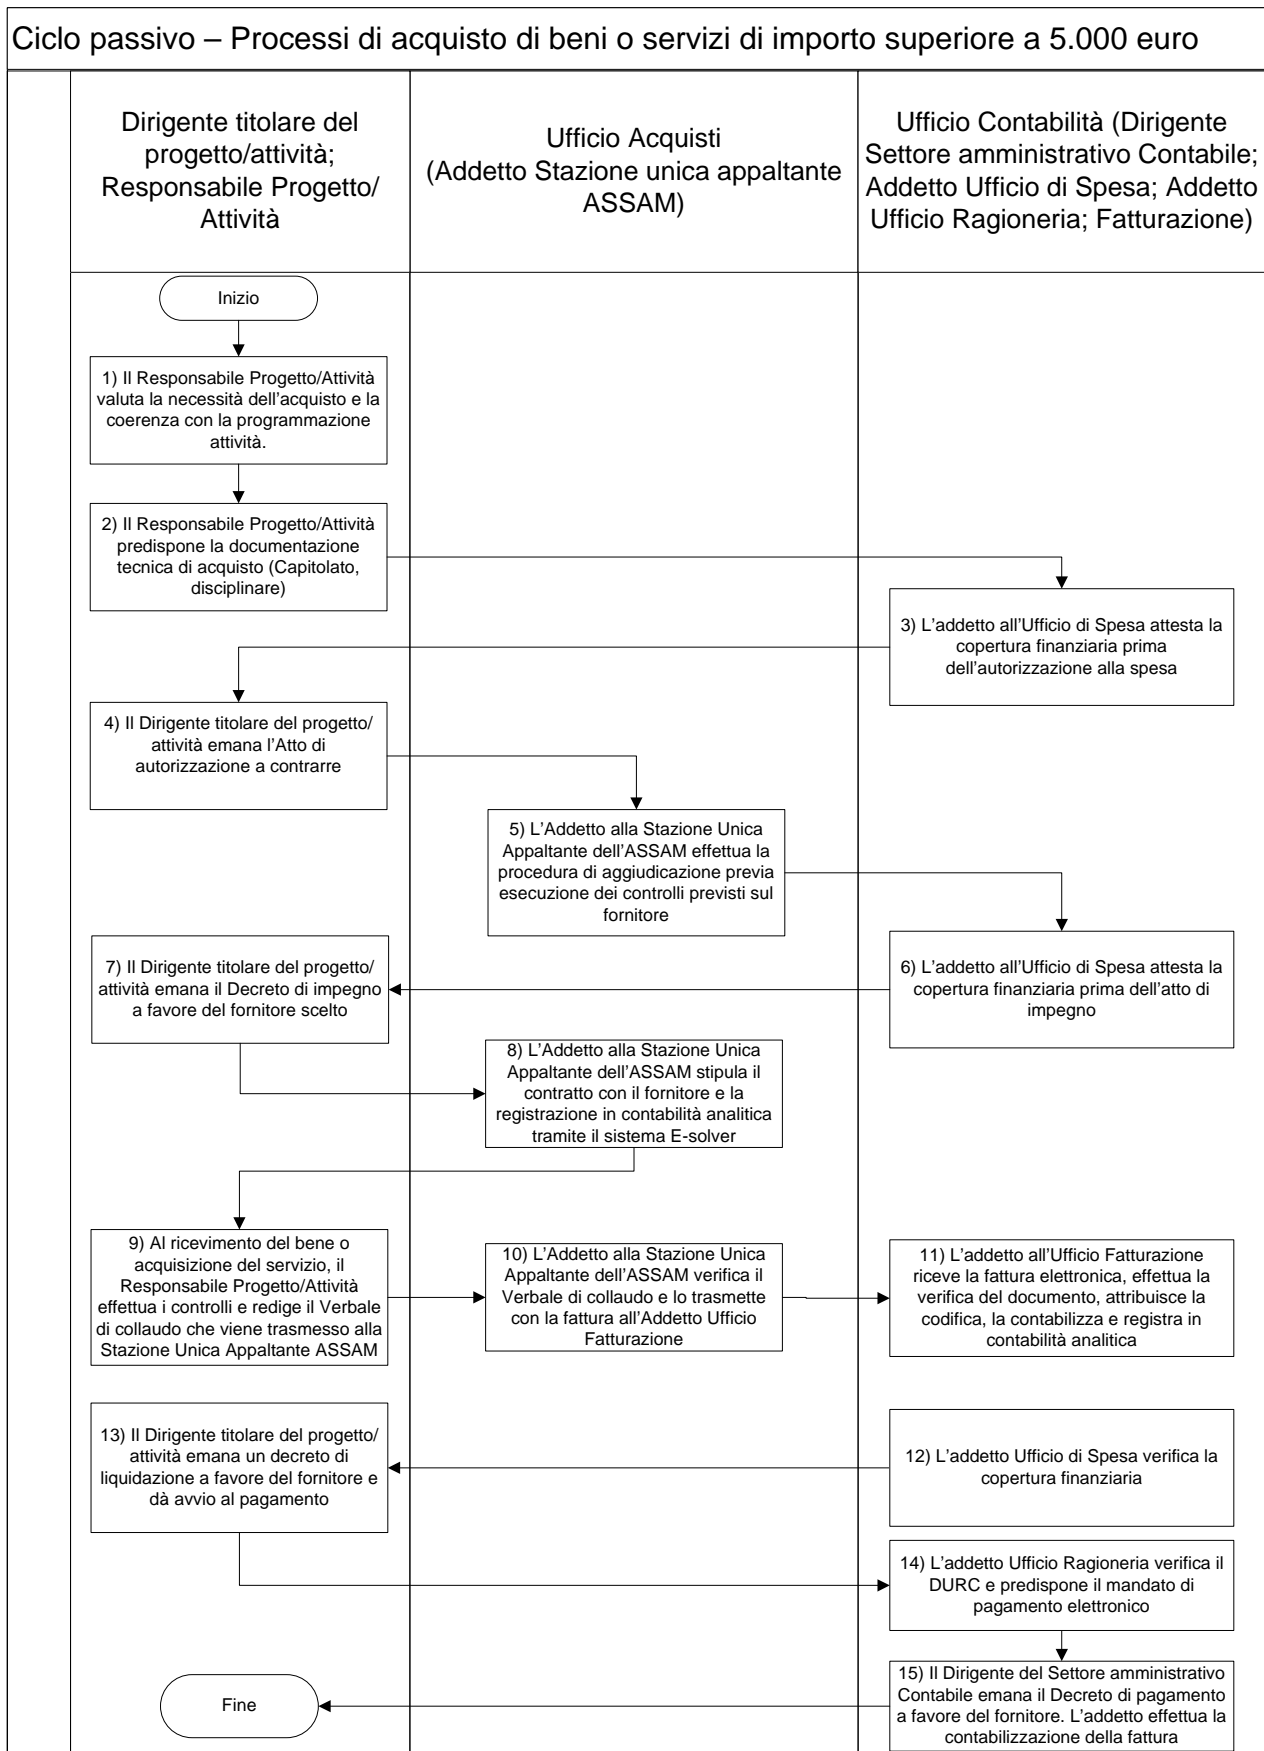 Ciclo passivo – Processi di acquisto di beni o servizi di importo superiore a 5.000 euro
Dirigente titolare del
progetto/attività;
Responsabile Progetto/
Attività
Ufficio Acquisti
(Addetto Stazione unica appaltante
ASSAM)
Ufficio Contabilità (Dirigente
Settore amministrativo Contabile;
Addetto Ufficio di Spesa; Addetto
Ufficio Ragioneria; Fatturazione)
Inizio
1) Il Responsabile Progetto/Attività
valuta la necessità dell’acquisto e la
coerenza con la programmazione
attività.
2) Il Responsabile Progetto/Attività
predispone la documentazione
tecnica di acquisto (Capitolato,
disciplinare)
3) L’addetto all’Ufficio di Spesa attesta la
copertura finanziaria prima
dell’autorizzazione alla spesa
4) Il Dirigente titolare del progetto/
attività emana l’Atto di
autorizzazione a contrarre
5) L’Addetto alla Stazione Unica
Appaltante dell’ASSAM effettua la
procedura di aggiudicazione previa
esecuzione dei controlli previsti sul
fornitore
6) L’addetto all’Ufficio di Spesa attesta la
copertura finanziaria prima dell’atto di
impegno
7) Il Dirigente titolare del progetto/
attività emana il Decreto di impegno
a favore del fornitore scelto
8) L’Addetto alla Stazione Unica
Appaltante dell’ASSAM stipula il
contratto con il fornitore e la
registrazione in contabilità analitica
tramite il sistema E-solver
9) Al ricevimento del bene o
acquisizione del servizio, il
Responsabile Progetto/Attività
effettua i controlli e redige il Verbale
di collaudo che viene trasmesso alla
Stazione Unica Appaltante ASSAM
10) L’Addetto alla Stazione Unica
Appaltante dell’ASSAM verifica il
Verbale di collaudo e lo trasmette
con la fattura all’Addetto Ufficio
Fatturazione
11) L’addetto all’Ufficio Fatturazione
riceve la fattura elettronica, effettua la
verifica del documento, attribuisce la
codifica, la contabilizza e registra in
contabilità analitica
12) L’addetto Ufficio di Spesa verifica la
copertura finanziaria
13) Il Dirigente titolare del progetto/
attività emana un decreto di
liquidazione a favore del fornitore e
dà avvio al pagamento
14) L’addetto Ufficio Ragioneria verifica il
DURC e predispone il mandato di
pagamento elettronico
15) Il Dirigente del Settore amministrativo
Contabile emana il Decreto di pagamento
a favore del fornitore. L’addetto effettua la
contabilizzazione della fattura
Fine